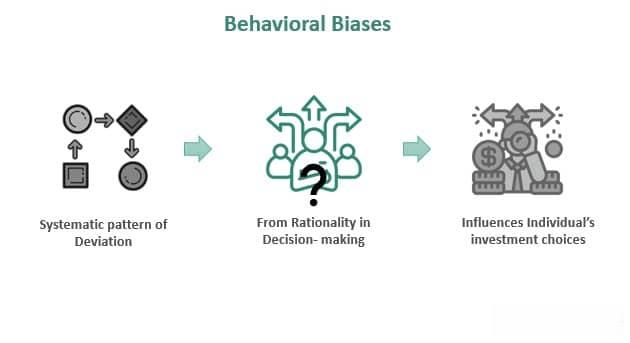 Behavioral Biases
$
?
Systematic pattern of
Deviation
From Rationality in
Decision- making
Influences Individual's
investment choices